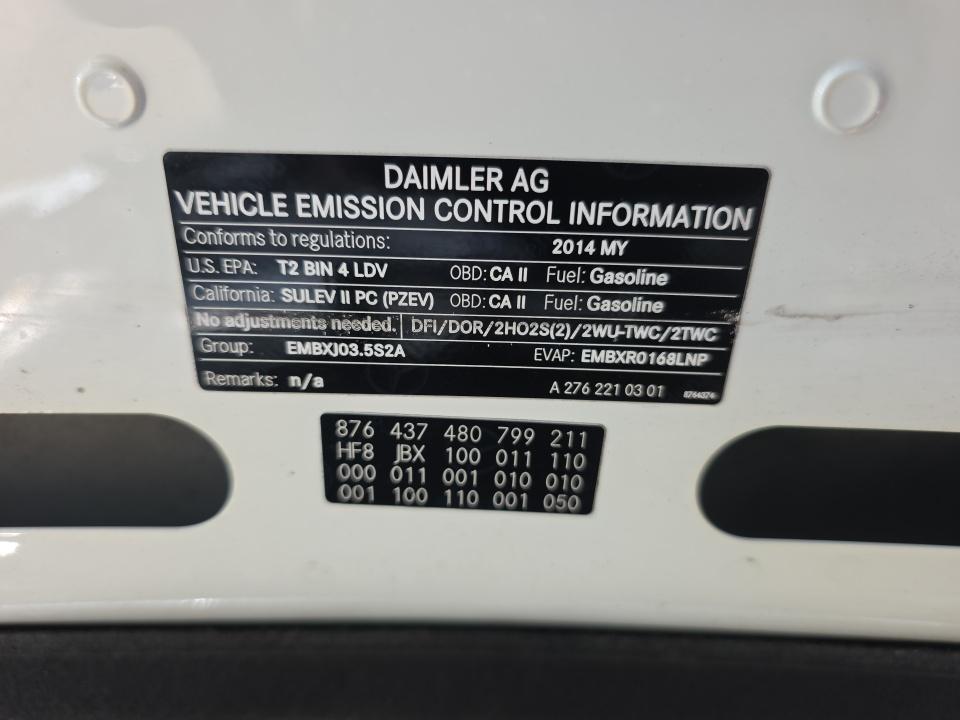 DAIMLER AG
VEHICLE EMISSION CONTROL INFORMATION
Conforms to regulations: 2014 MY
U.S. EPA: T2 BIN 4 LDV OBD: CA II Fuel: Gasoline
California: SULEV II PC (PZEV) OBD: CA II Fuel: Gasoline
No adjustments needed. DFI/DOR/2HO2S(2)/2WU-TWC/2TWC
Group: EMBXJ03.5S2A EVAP: EMBXR0168LNP
Remarks: n/a A 276 221 03 01 8764374
876 437 480 799 211
HF8 JBX 100 011 110
000 011 001 010 010
001 100 110 001 050